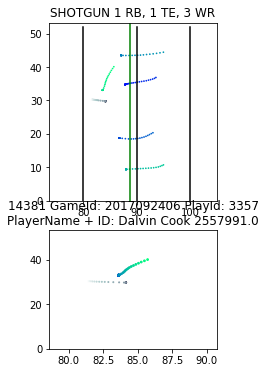 SHOTGUN 1 RB, 1 TE, 3 WR
50
40
30
20
10
0
80 90 100
14381 GameId: 2017092406 PlayId: 3357
PlayerName + ID: Dalvin Cook 2557991.0
40
20
0
80.0 82.5 85.0 87.5 90.0